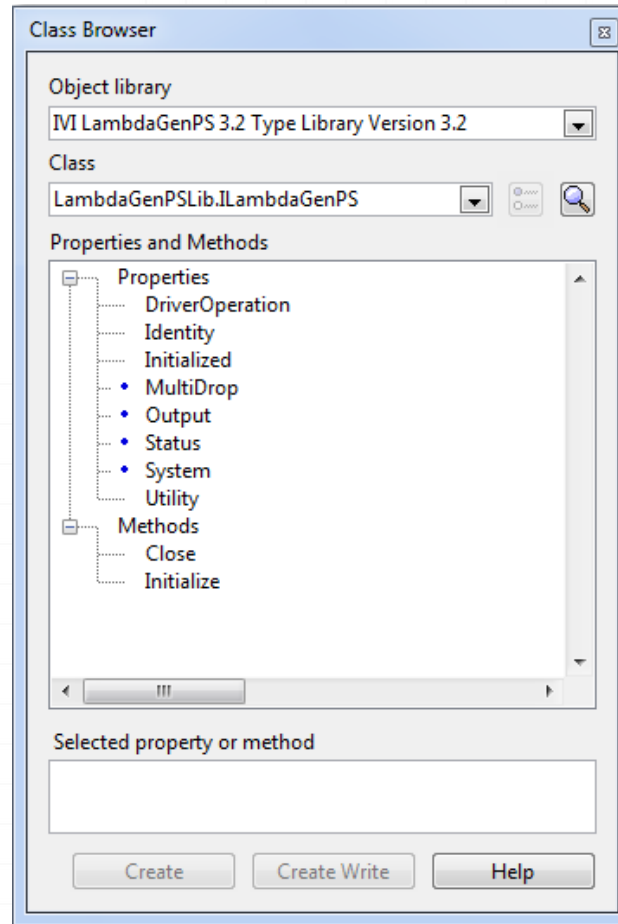 Class Browser
Object library
IVI LambdaGenPS 3.2 Type Library Version 3.2
Class
LambdaGenPSLib.ILambdaGenPS
Properties and Methods
Properties
DriverOperation
Identity
Initialized
MultiDrop
Output
Status
System
Utility
Methods
Close
Initialize
Selected property or method
Create
Create Write
Help